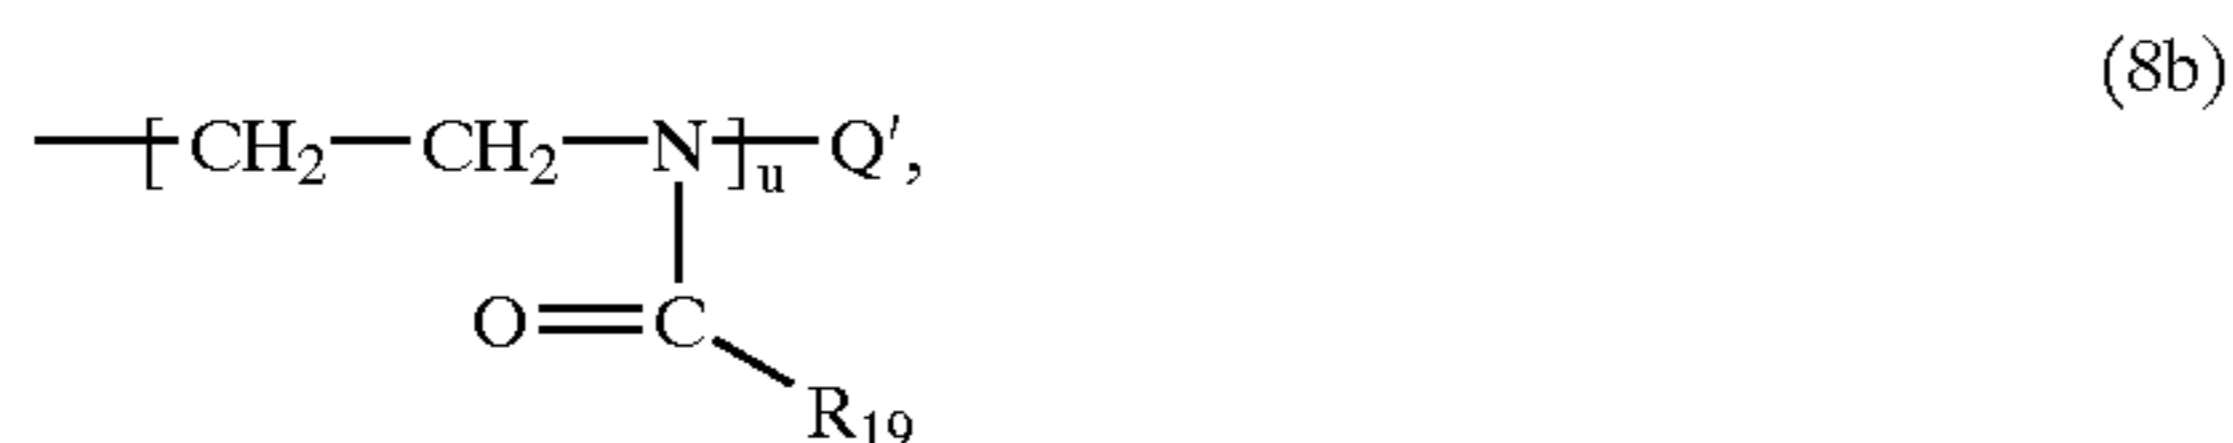 (8b)
[CH2—CH2—N]u—Q',
O=C
R19